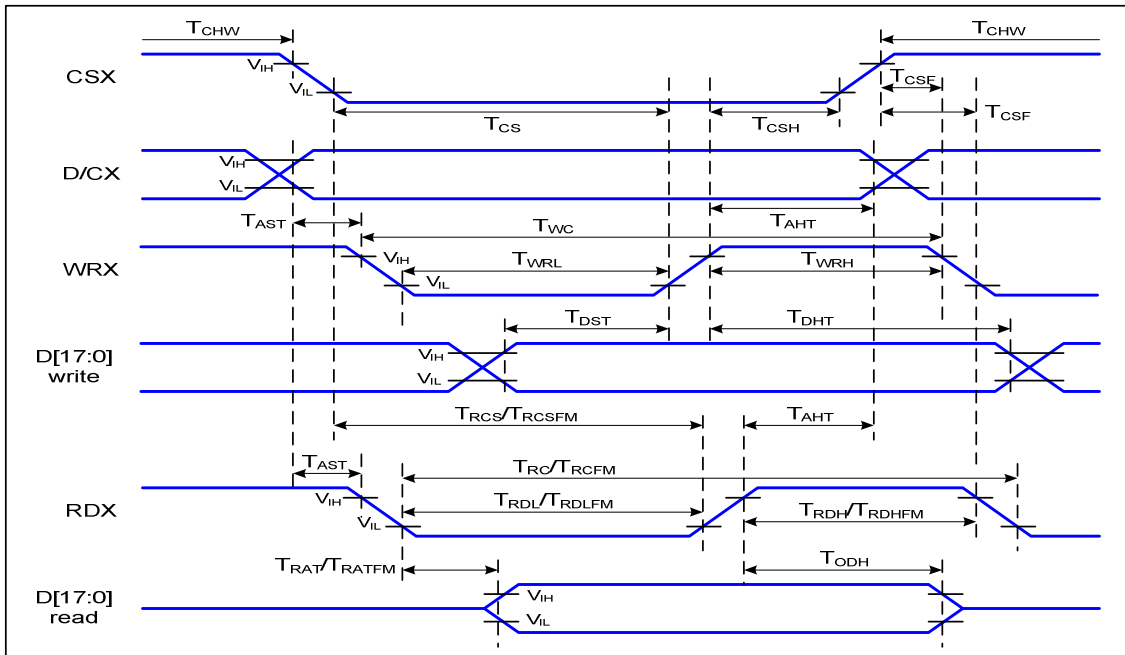 TCHW TCHW
CSX VIH VIL
TCSF
TCS TCSH TCSF
D/CX VIH VIL
TAST TWC TAHT
WRX VIH VIL TWRL TWRH
TDST TDHT
D[17:0] write VIH VIL
TRCS/TRCSFM TAHT
TAST TRC/TRCFM
RDX VIH VIL TRDL/TRDLFM TRDH/TRDHFM
TRAT/TRATFM TODH
D[17:0] read VIH VIL